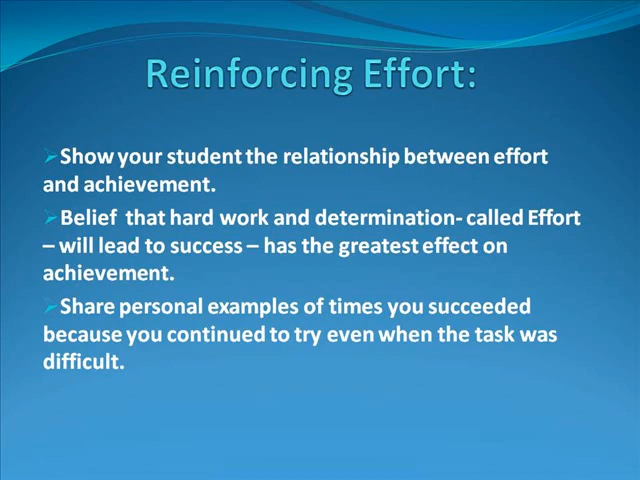 Reinforcing Effort:
Show your student the relationship between effort
and achievement.
Belief that hard work and determination- called Effort
– will lead to success – has the greatest effect on
achievement.
Share personal examples of times you succeeded
because you continued to try even when the task was
difficult.